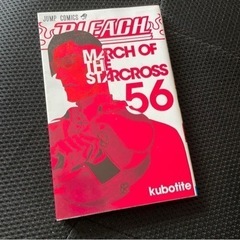 JUMP COMICS
BLEACH
MARCH OF
THE
STARCROSS
56
kubotite